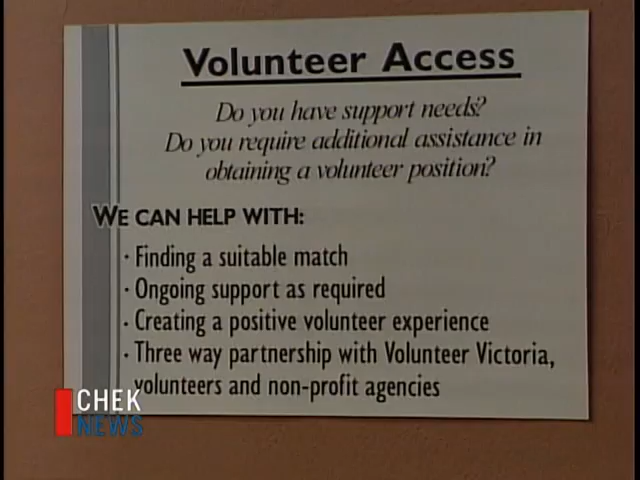 Volunteer Access
Do you have support needs?
Do you require additional assistance in
obtaining a volunteer position?
WE CAN HELP WITH:
· Finding a suitable match
· Ongoing support as required
· Creating a positive volunteer experience
· Three way partnership with Volunteer Victoria,
volunteers and non-profit agencies
CHEK
NEWS